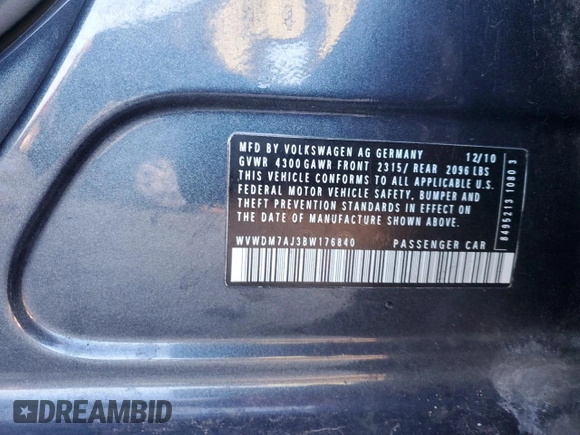 MFD BY VOLKSWAGEN AG GERMANY 12/10
GVWR 4300 GAWR FRONT 2315/ REAR 2096 LBS
THIS VEHICLE CONFORMS TO ALL APPLICABLE U.S.
FEDERAL MOTOR VEHICLE SAFETY, BUMPER AND
THEFT PREVENTION STANDARDS IN EFFECT ON
THE DATE OF MANUFACTURE SHOWN ABOVE.
WVWDM7AJ3BW176840 PASSENGER CAR
8495213 1080 3
DREAMBID